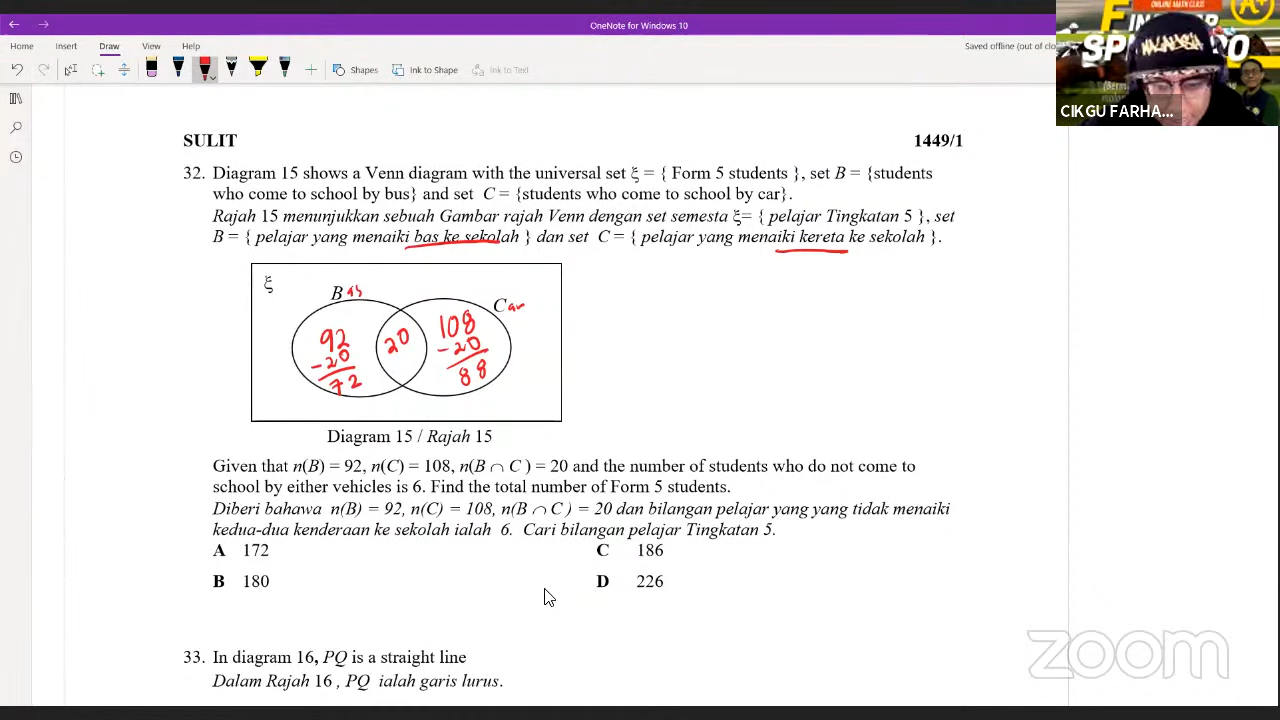 OneNote for Windows 10
Home Insert Draw View Help
Saved offline (out of
Shapes Ink to Shape Ink to Text
ONLINE MATH CLASS
A+
CIKGU FARHA...
SULIT 1449/1
32. Diagram 15 shows a Venn diagram with the universal set ξ = { Form 5 students }, set B = {students
who come to school by bus} and set C = {students who come to school by car}.
Rajah 15 menunjukkan sebuah Gambar rajah Venn dengan set semesta ξ= { pelajar Tingkatan 5 }, set
B = { pelajar yang menaiki bas ke sekolah } dan set C = { pelajar yang menaiki kereta ke sekolah }.
ξ
B as
C ar
92
-20
72
20
108
-20
88
Diagram 15 / Rajah 15
Given that n(B) = 92, n(C) = 108, n(B ∩ C ) = 20 and the number of students who do not come to
school by either vehicles is 6. Find the total number of Form 5 students.
Diberi bahawa n(B) = 92, n(C) = 108, n(B ∩ C ) = 20 dan bilangan pelajar yang yang tidak menaiki
kedua-dua kenderaan ke sekolah ialah 6. Cari bilangan pelajar Tingkatan 5.
A 172 C 186
B 180 D 226
33. In diagram 16, PQ is a straight line
Dalam Rajah 16 , PQ ialah garis lurus.
zoom